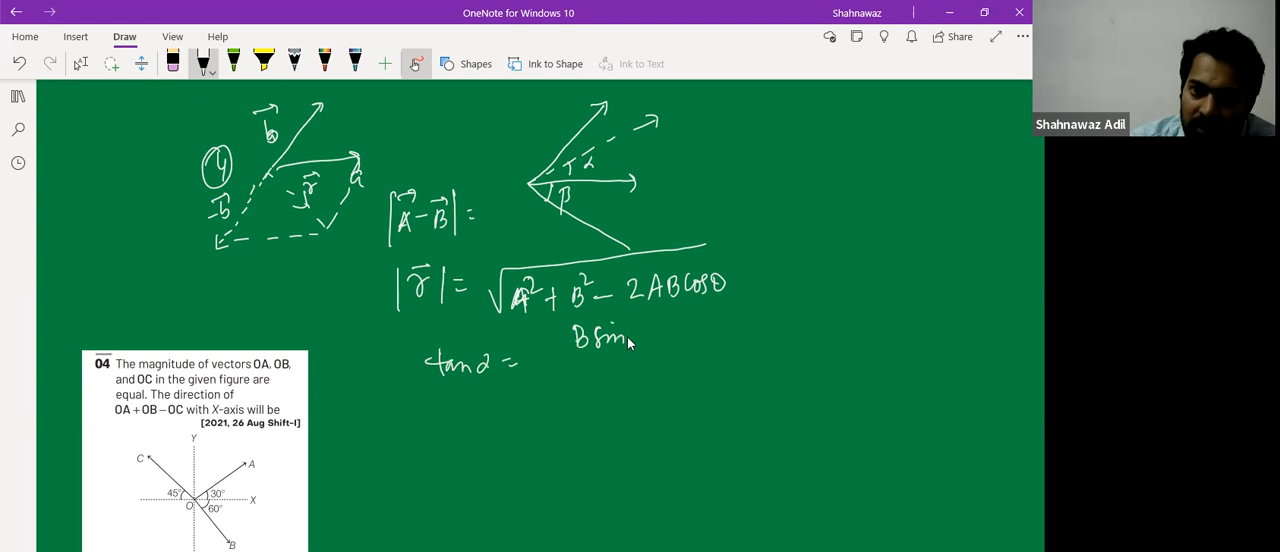 OneNote for Windows 10
Shahnawaz
Home Insert Draw View Help
Share
Shapes
Ink to Shape
Ink to Text
Shahnawaz Adil
b
4
-b
-r
a
α
β
|A - B| =
|r| = √A² + B² - 2ABcosθ
B sin
tanα =
04 The magnitude of vectors OA, OB,
and OC in the given figure are
equal. The direction of
OA + OB - OC with X-axis will be
[2021, 26 Aug Shift-I]
Y
C
A
45°
30°
X
O
60°
B